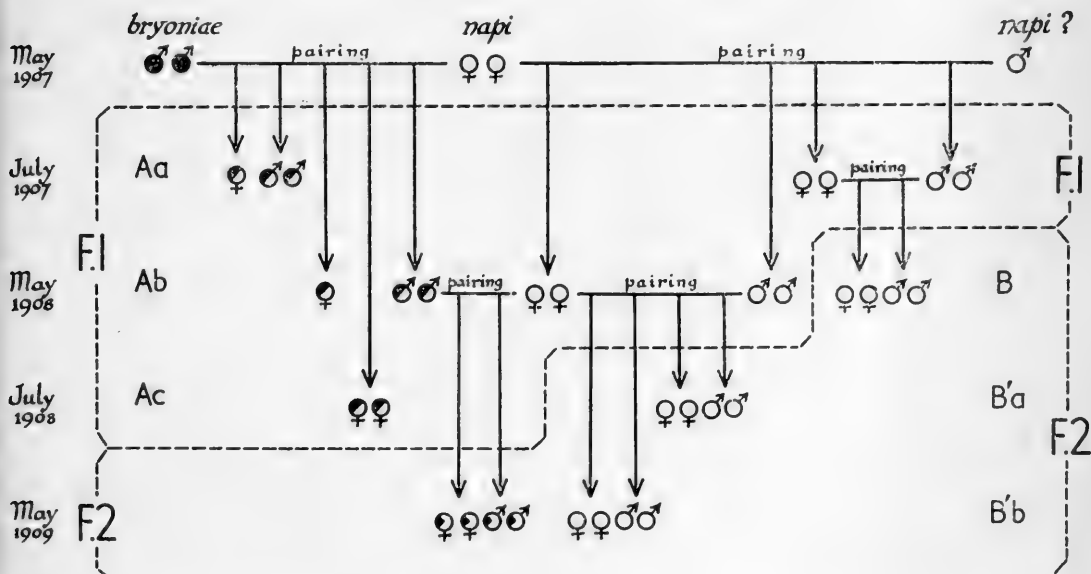 bryoniae napi napi ?
May 1907 pairing pairing
July 1907 Aa pairing F.1
F.1
May 1908 Ab pairing pairing B
July 1908 Ac B'a
F.2
May 1909 F.2 B'b